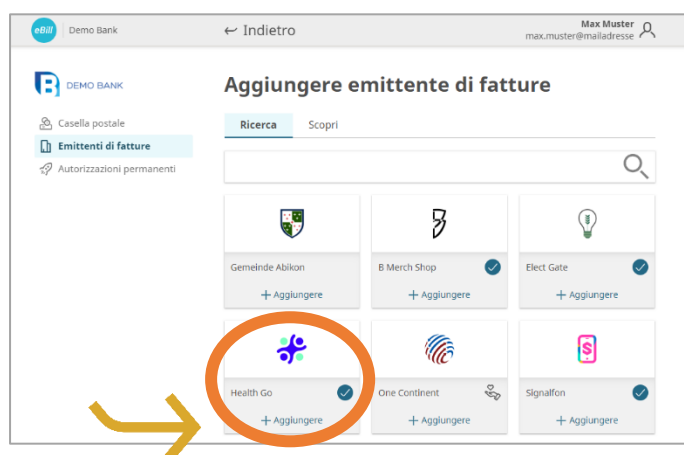 eBill Demo Bank
Indietro
Max Muster
max.muster@mailadresse
DEMO BANK
Casella postale
Emittenti di fatture
Autorizzazioni permanenti
Aggiungere emittente di fatture
Ricerca Scopri
Gemeinde Abikon B Merch Shop Elect Gate
+ Aggiungere + Aggiungere + Aggiungere
Health Go One Continent Signalfon
+ Aggiungere + Aggiungere + Aggiungere